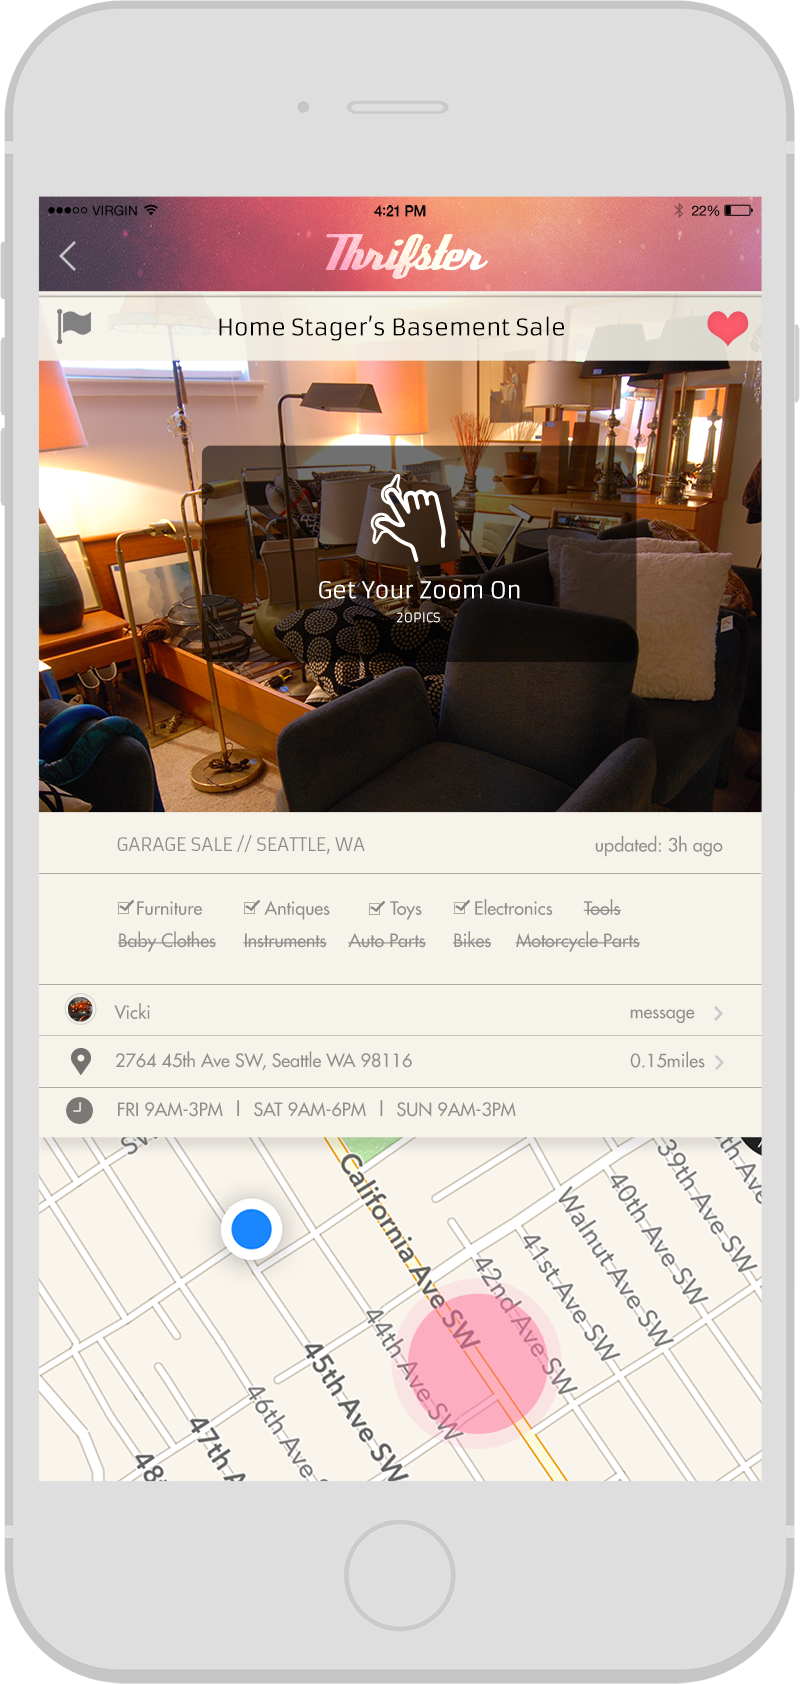 VIRGIN 4:21 PM 22%
Thrifster
Home Stager's Basement Sale
Get Your Zoom On
20PICS
GARAGE SALE // SEATTLE, WA updated: 3h ago
Furniture Antiques Toys Electronics Tools
Baby Clothes Instruments Auto Parts Bikes Motorcycle Parts
Vicki message
2764 45th Ave SW, Seattle WA 98116 0.15miles
FRI 9AM-3PM | SAT 9AM-6PM | SUN 9AM-3PM
California Ave SW
39th Ave SW
40th Ave SW
Walnut Ave SW
41st Ave SW
42nd Ave SW
44th Ave SW
45th Ave SW
46th Ave S
47th A
48